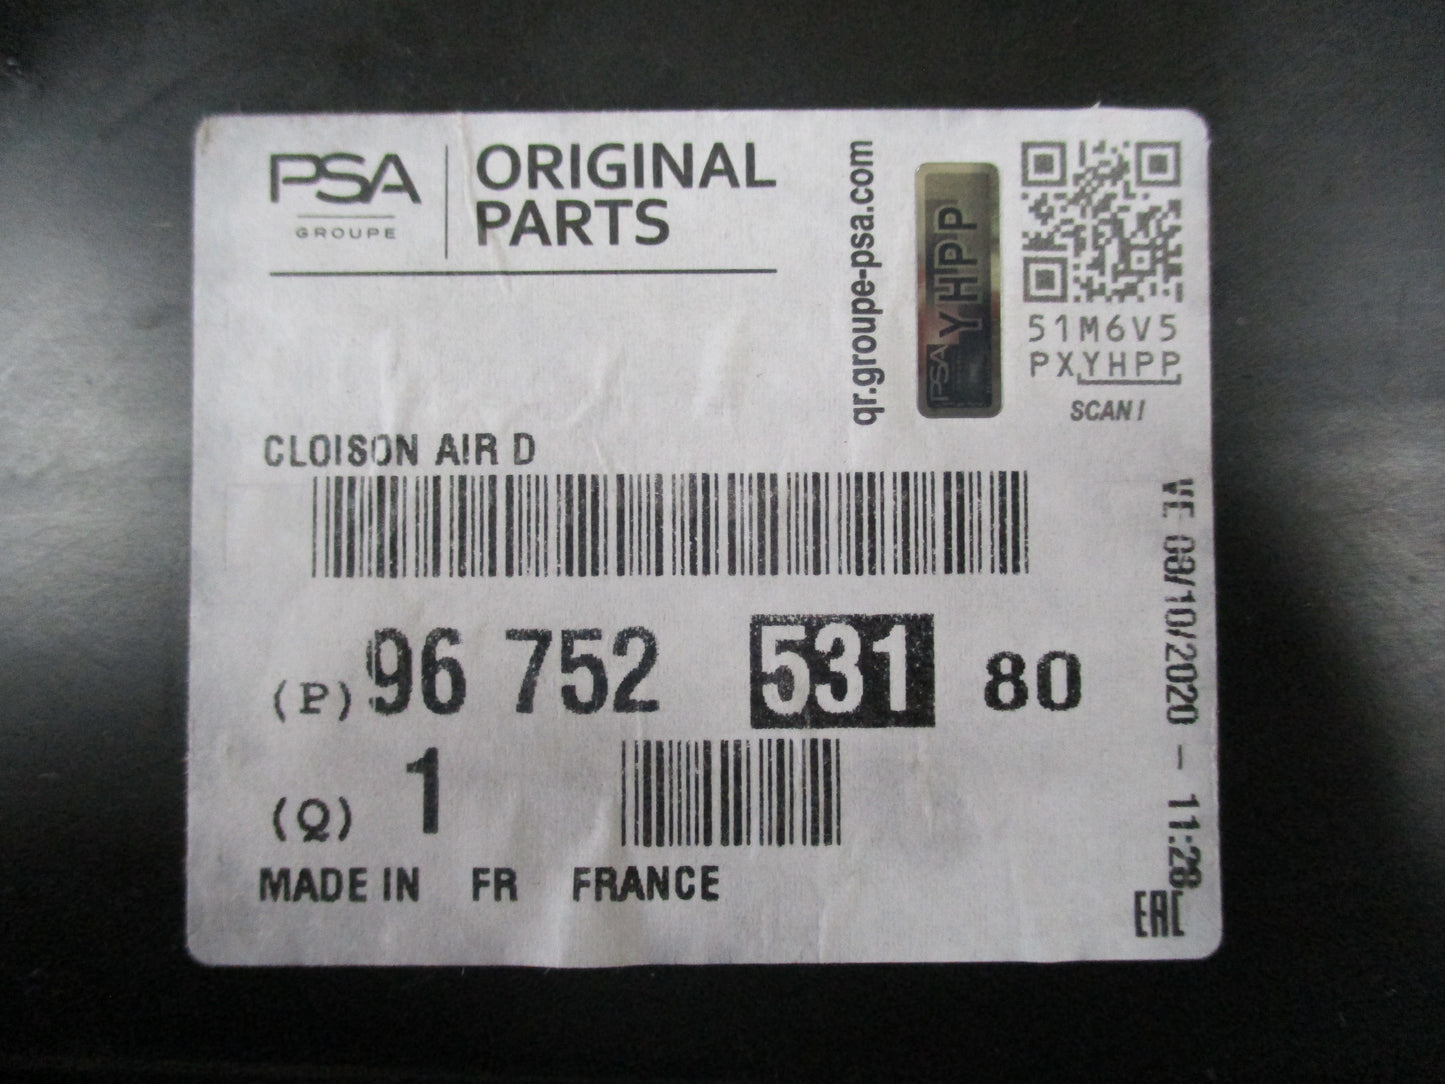 PSA
GROUPE
ORIGINAL
PARTS
qr.groupe-psa.com
PSA YHPP
51M6V5
PXYHPP
SCAN!
CLOISON AIR D
(P) 96 752 531 80
(Q) 1
MADE IN FR FRANCE
VE 08/10/2020 - 11:28
EAC